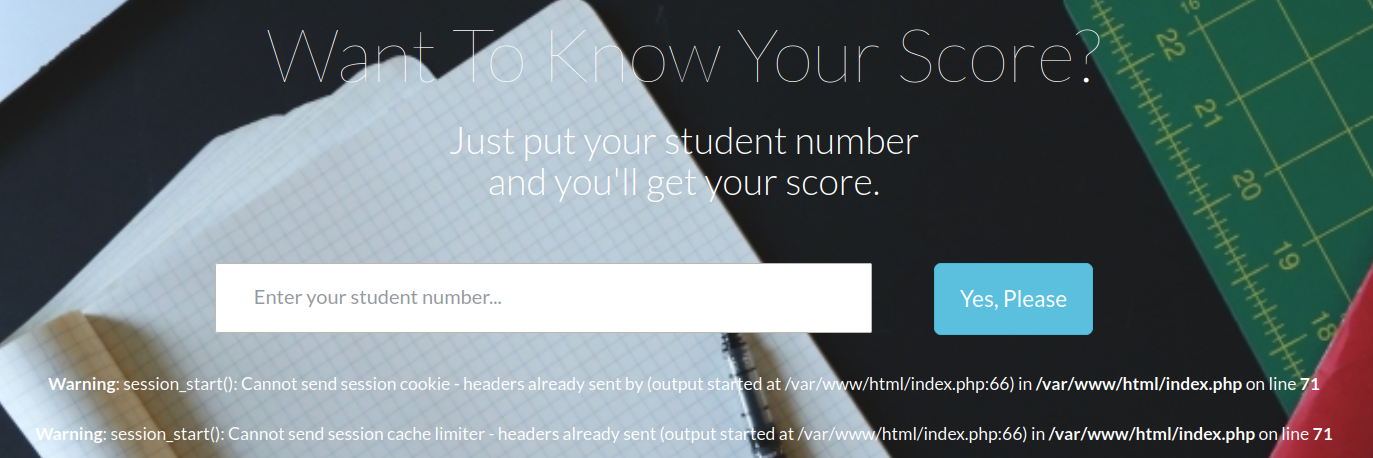 Want To Know Your Score?
Just put your student number
and you'll get your score.
Enter your student number...
Yes, Please
Warning: session_start(): Cannot send session cookie - headers already sent by (output started at /var/www/html/index.php:66) in /var/www/html/index.php on line 71
Warning: session_start(): Cannot send session cache limiter - headers already sent (output started at /var/www/html/index.php:66) in /var/www/html/index.php on line 71
16
22
21
20
19
18